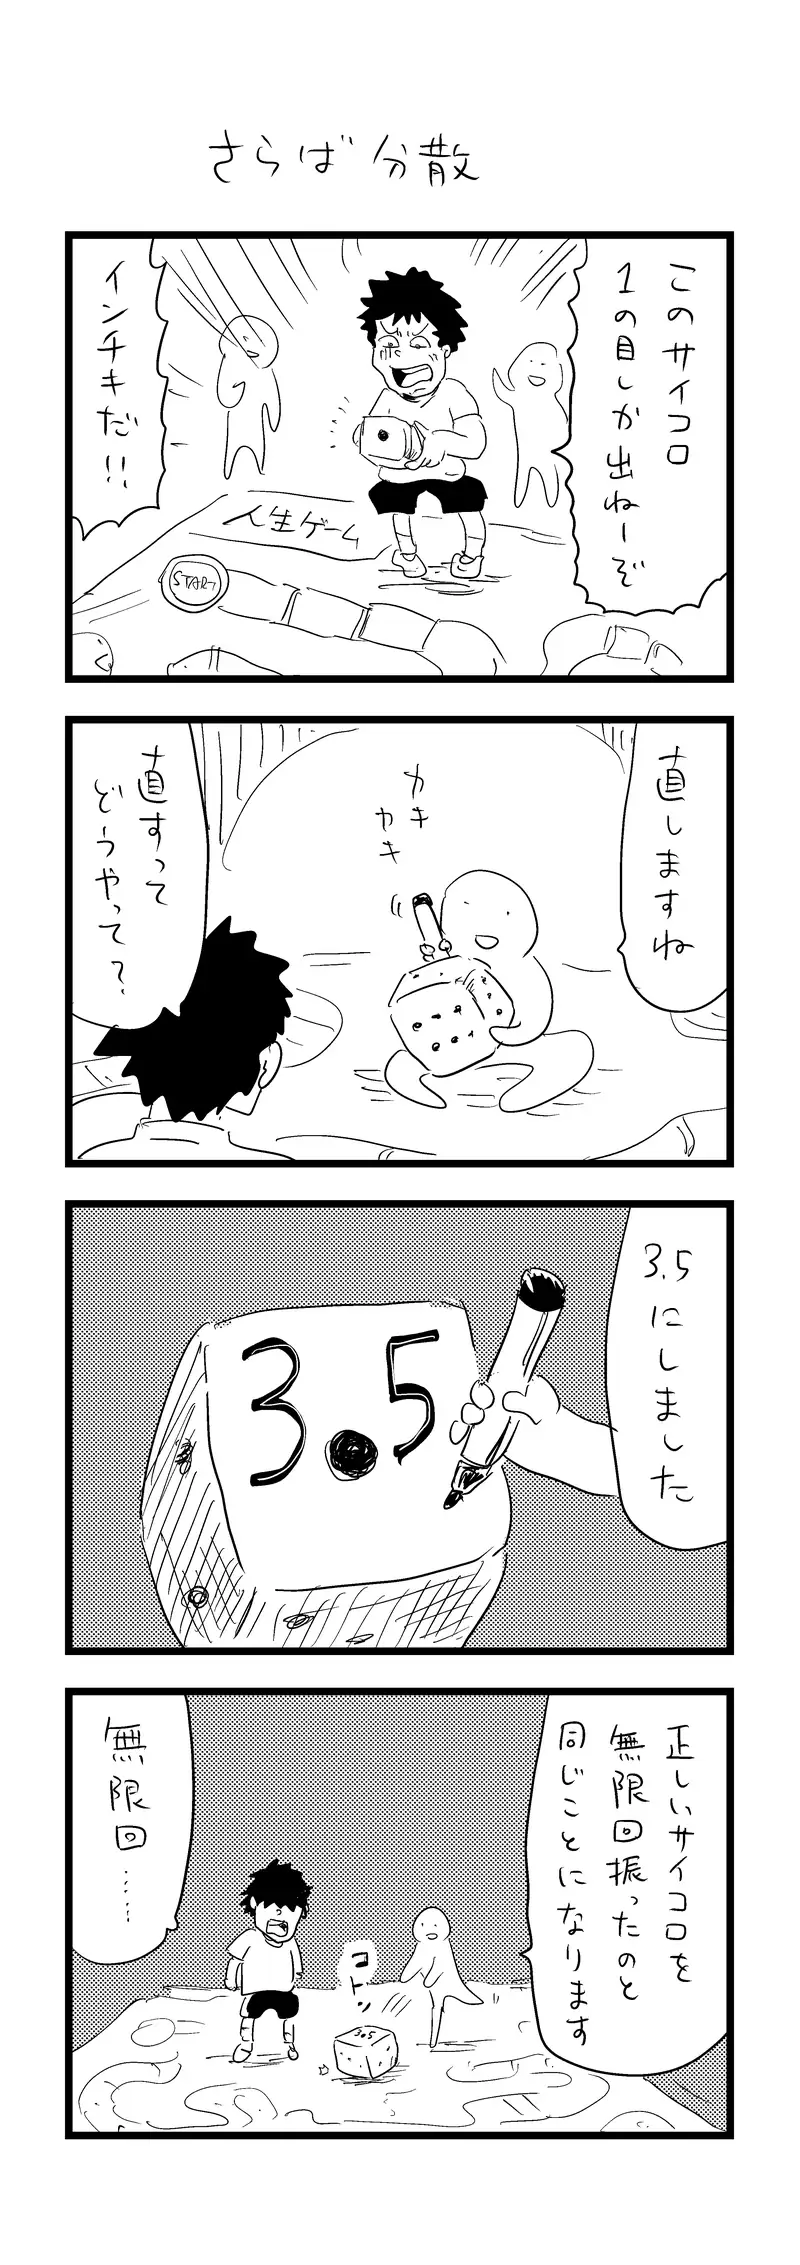 さらば分散
このサイコロ
1の目しか出ねーぞ
インチキだ!!
人生ゲーム
START
直しますね
カキ
カキ
直すって
どうやって?
3.5にしました
3.5
正しいサイコロを
無限回振ったのと
同じことになります
無限回……
コトン
3.5